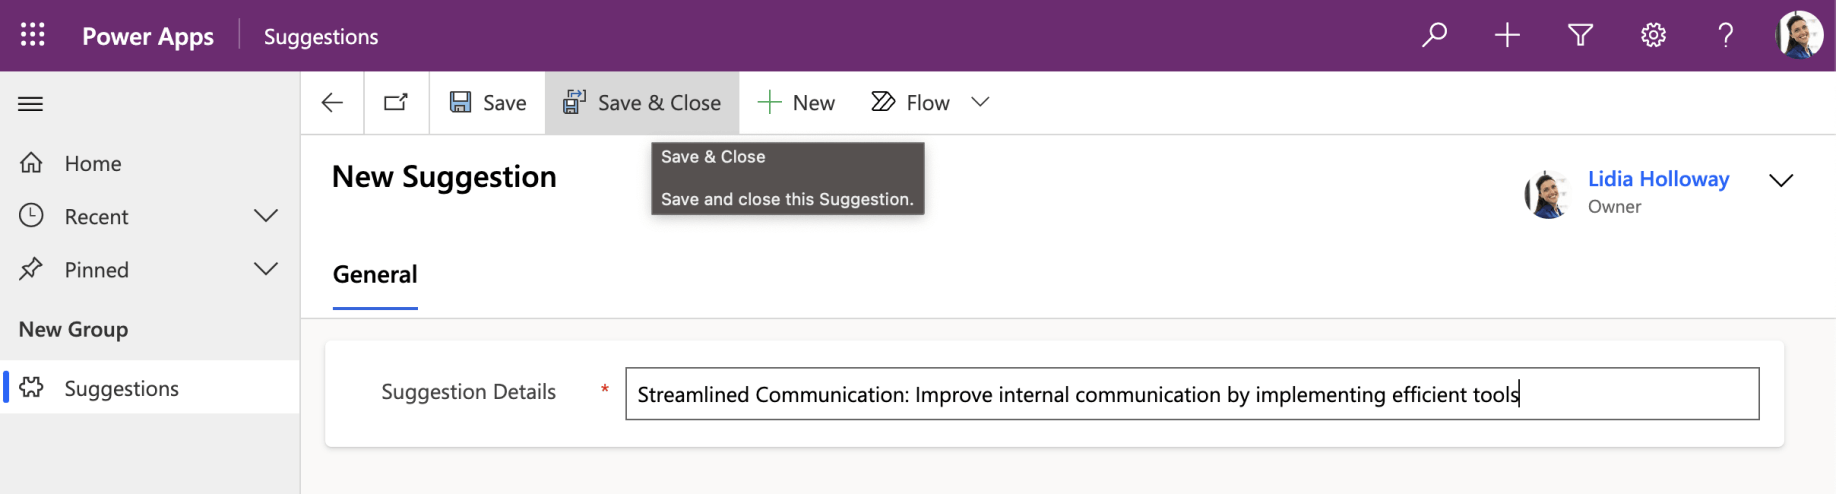 Power Apps
Suggestions
Save
Save & Close
New
Flow
Home
Recent
Pinned
New Group
Suggestions
Save & Close
Save and close this Suggestion.
New Suggestion
Lidia Holloway
Owner
General
Suggestion Details * Streamlined Communication: Improve internal communication by implementing efficient tools